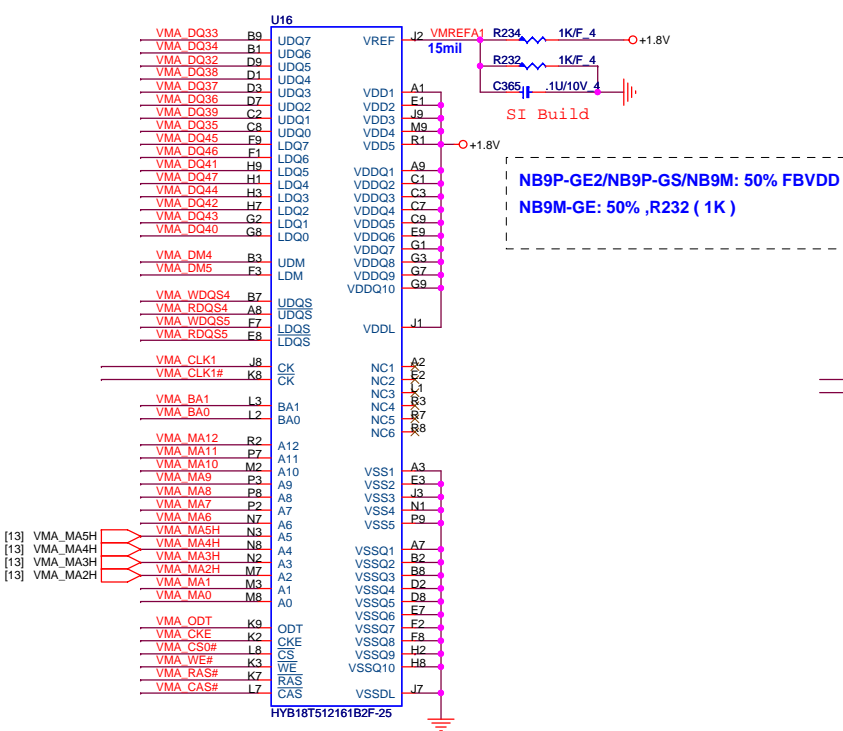 U16
VMA_DQ33 B9 UDQ7 VREF J2 VMREFA1 R234 1K/F_4 +1.8V
VMA_DQ34 B1 UDQ6 15mil
VMA_DQ32 D9 UDQ5 R232 1K/F_4
VMA_DQ38 D1 UDQ4
VMA_DQ37 D3 UDQ3 VDD1 A1 C365 .1U/10V_4
VMA_DQ36 D7 UDQ2 VDD2 E1
VMA_DQ39 C2 UDQ1 VDD3 J9 SI Build
VMA_DQ35 C8 UDQ0 VDD4 M9
VMA_DQ45 F9 LDQ7 VDD5 R1 +1.8V
VMA_DQ46 F1 LDQ6
VMA_DQ41 H9 LDQ5 VDDQ1 A9
VMA_DQ47 H1 LDQ4 VDDQ2 C1
VMA_DQ44 H3 LDQ3 VDDQ3 C3
VMA_DQ42 H7 LDQ2 VDDQ4 C7
VMA_DQ43 G2 LDQ1 VDDQ5 C9
VMA_DQ40 G8 LDQ0 VDDQ6 E9
VDDQ7 G1
VMA_DM4 B3 UDM VDDQ8 G3
VMA_DM5 F3 LDM VDDQ9 G7
VDDQ10 G9
NB9P-GE2/NB9P-GS/NB9M: 50% FBVDD
NB9M-GE: 50% ,R232 ( 1K )
VMA_WDQS4 B7 UDQS
VMA_RDQS4 A8 UDQS
VMA_WDQS5 F7 LDQS VDDL J1
VMA_RDQS5 E8 LDQS
VMA_CLK1 J8 CK NC1 A2
VMA_CLK1# K8 CK NC2 E2
NC3 L1
VMA_BA1 L3 BA1 NC4 R3
VMA_BA0 L2 BA0 NC5 R7
NC6 R8
VMA_MA12 R2 A12
VMA_MA11 P7 A11
VMA_MA10 M2 A10 VSS1 A3
VMA_MA9 P3 A9 VSS2 E3
VMA_MA8 P8 A8 VSS3 J3
VMA_MA7 P2 A7 VSS4 N1
VMA_MA6 N7 A6 VSS5 P9
[13] VMA_MA5H VMA_MA5H N3 A5
[13] VMA_MA4H VMA_MA4H N8 A4 VSSQ1 A7
[13] VMA_MA3H VMA_MA3H N2 A3 VSSQ2 B2
[13] VMA_MA2H VMA_MA2H M7 A2 VSSQ3 B8
VMA_MA1 M3 A1 VSSQ4 D2
VMA_MA0 M8 A0 VSSQ5 D8
VSSQ6 E7
VMA_ODT K9 ODT VSSQ7 F2
VMA_CKE K2 CKE VSSQ8 F8
VMA_CS0# L8 CS VSSQ9 H2
VMA_WE# K3 WE VSSQ10 H8
VMA_RAS# K7 RAS
VMA_CAS# L7 CAS VSSDL J7
HYB18T512161B2F-25